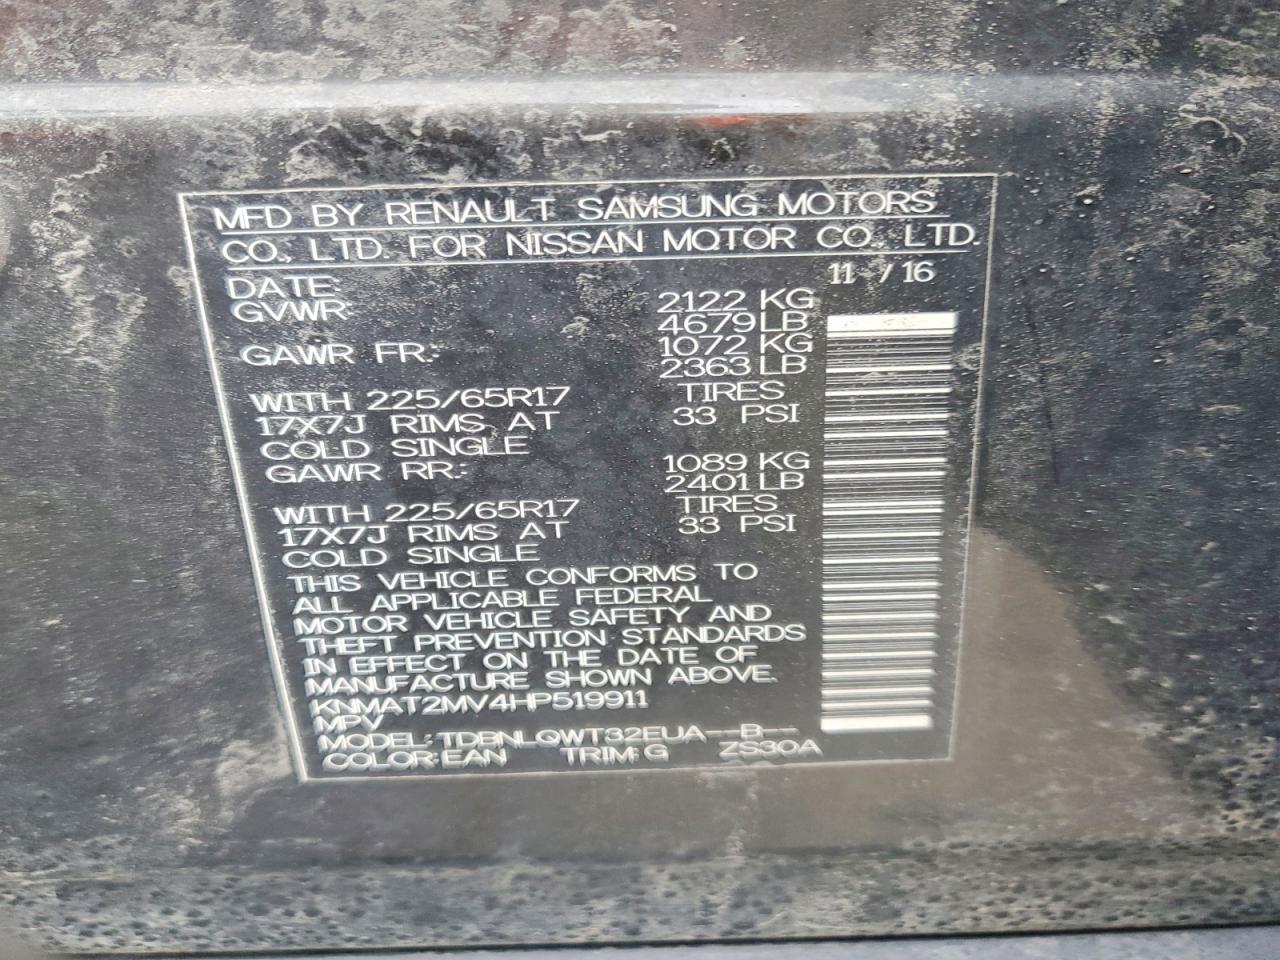 MFD BY RENAULT SAMSUNG MOTORS
CO., LTD. FOR NISSAN MOTOR CO., LTD.
DATE: 11 / 16
GVWR: 2122 KG
4679 LB
GAWR FR.: 1072 KG
2363 LB
WITH 225/65R17 TIRES
17X7J RIMS AT 33 PSI
COLD SINGLE
GAWR RR.: 1089 KG
2401 LB
WITH 225/65R17 TIRES
17X7J RIMS AT 33 PSI
COLD SINGLE
THIS VEHICLE CONFORMS TO
ALL APPLICABLE FEDERAL
MOTOR VEHICLE SAFETY AND
THEFT PREVENTION STANDARDS
IN EFFECT ON THE DATE OF
MANUFACTURE SHOWN ABOVE.
KNMAT2MV4HP519911
MPV
MODEL: TDBNLQWT32EUA--B--
COLOR:EAN TRIM:G ZS30A